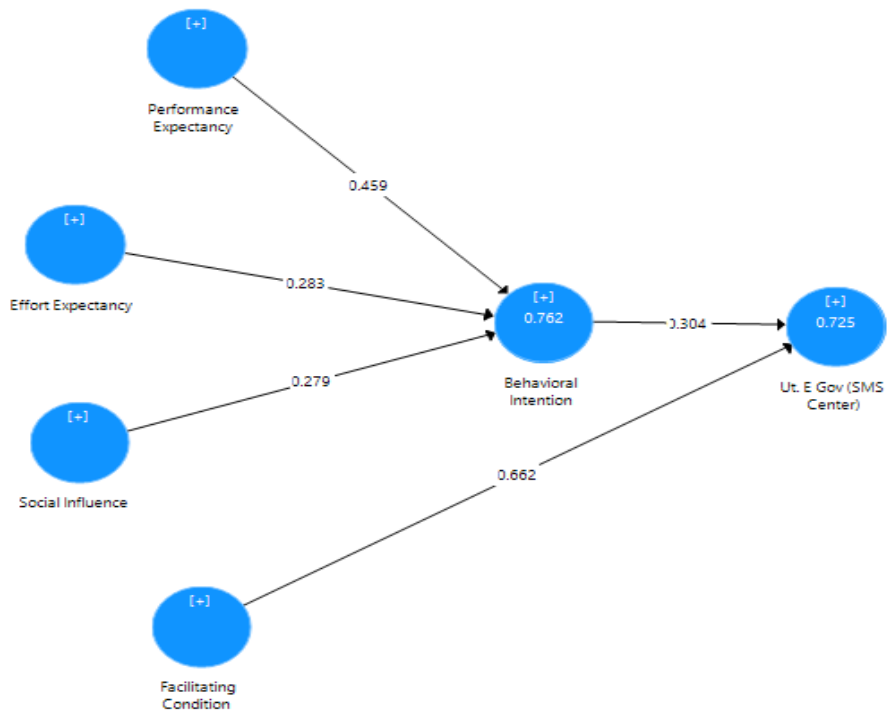 [+]
Performance
Expectancy
0.459
[+]
Effort Expectancy
0.283
[+]
0.762
Behavioral
Intention
0.304
[+]
0.725
Ut. E Gov (SMS
Center)
0.279
[+]
Social Influence
0.662
[+]
Facilitating
Condition